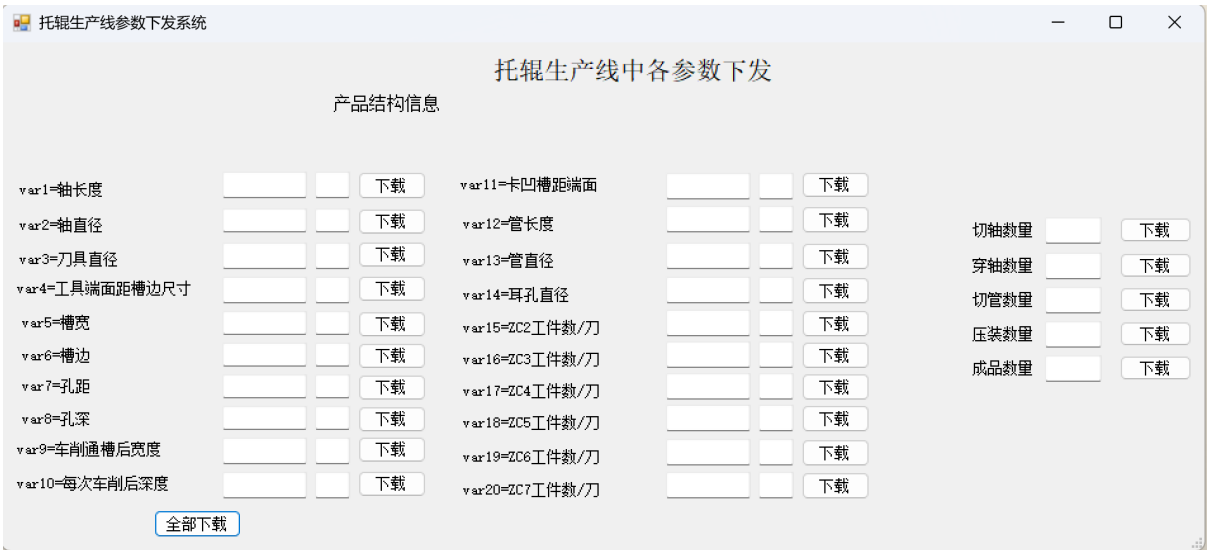 托辊生产线参数下发系统
托辊生产线中各参数下发
产品结构信息
var1=轴长度 下载 var11=卡凹槽距端面 下载
var2=轴直径 下载 var12=管长度 下载 切轴数量 下载
var3=刀具直径 下载 var13=管直径 下载 穿轴数量 下载
var4=工具端面距槽边尺寸 下载 var14=耳孔直径 下载 切管数量 下载
var5=槽宽 下载 var15=ZC2工件数/刀 下载 压装数量 下载
var6=槽边 下载 var16=ZC3工件数/刀 下载 成品数量 下载
var7=孔距 下载 var17=ZC4工件数/刀 下载
var8=孔深 下载 var18=ZC5工件数/刀 下载
var9=车削通槽后宽度 下载 var19=ZC6工件数/刀 下载
var10=每次车削后深度 下载 var20=ZC7工件数/刀 下载
全部下载